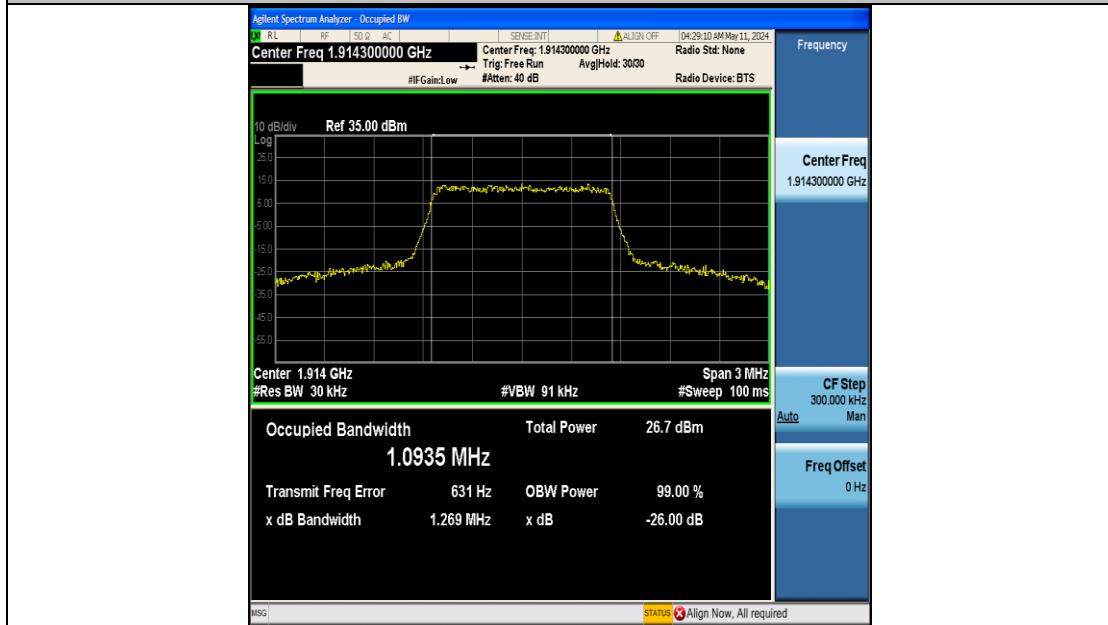 Agilent Spectrum Analyzer - Occupied BW
RL RF 50 Ω AC SENSE:INT ALIGN OFF 04:29:10 AM May 11, 2024
Center Freq 1.914300000 GHz
Center Freq: 1.914300000 GHz Radio Std: None
Trig: Free Run Avg|Hold: 30/30
#IFGain:Low #Atten: 40 dB Radio Device: BTS
Frequency
10 dB/div Ref 35.00 dBm
Log
25.0
15.0
5.00
-5.00
-15.0
-25.0
-35.0
-45.0
-55.0
Center 1.914 GHz Span 3 MHz
#Res BW 30 kHz #VBW 91 kHz #Sweep 100 ms
Occupied Bandwidth Total Power 26.7 dBm
1.0935 MHz
Transmit Freq Error 631 Hz OBW Power 99.00 %
x dB Bandwidth 1.269 MHz x dB -26.00 dB
Center Freq
1.914300000 GHz
CF Step
300.000 kHz
Auto Man
Freq Offset
0 Hz
MSG STATUS Align Now, All required